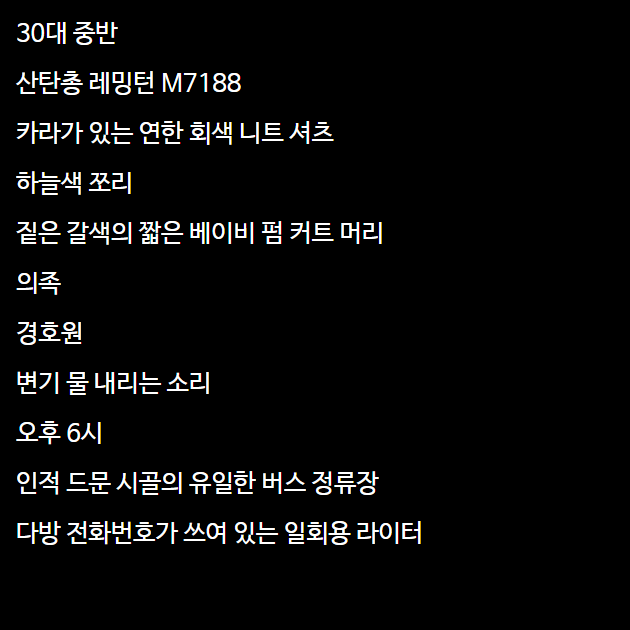 30대 중반
산탄총 레밍턴 M7188
카라가 있는 연한 회색 니트 셔츠
하늘색 쪼리
짙은 갈색의 짧은 베이비 펌 커트 머리
의족
경호원
변기 물 내리는 소리
오후 6시
인적 드문 시골의 유일한 버스 정류장
다방 전화번호가 쓰여 있는 일회용 라이터